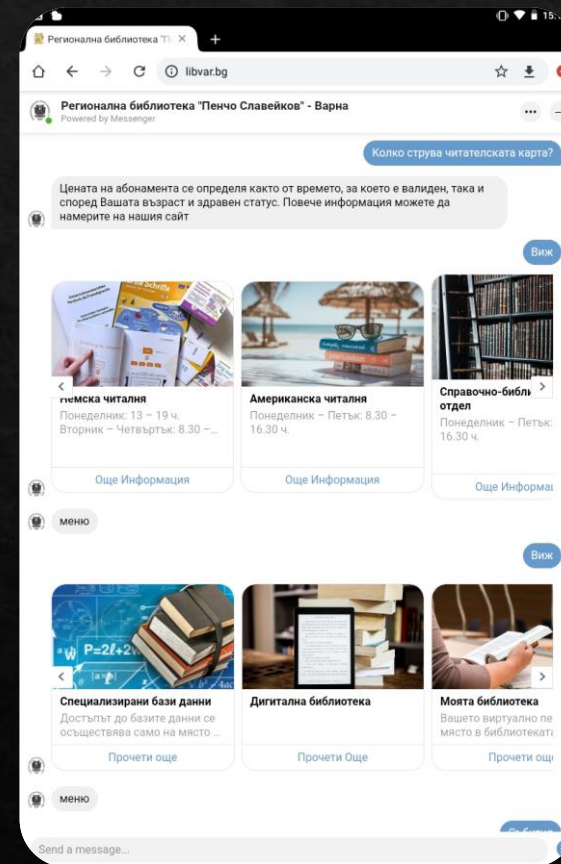 15:
Регионална библиотека "П
libvar.bg
Регионална библиотека "Пенчо Славейков" - Варна
Powered by Messenger
Колко струва читателската карта?
Цената на абонамента се определя както от времето, за което е валиден, така и
според Вашата възраст и здравен статус. Повече информация можете да
намерите на нашия сайт
Виж
Немска читалня
Понеделник: 13 – 19 ч.
Вторник – Четвъртък: 8.30 –...
Още Информация
Американска читалня
Понеделник – Петък: 8.30 –
16.30 ч.
Още Информация
Справочно-библи
отдел
Понеделник – Петък:
16.30 ч.
Още Информа
меню
Виж
P=2ℓ+2
Специализирани бази данни
Достъпът до базите данни се
осъществява само на място ...
Прочети още
Дигитална библиотека
Прочети Още
Моята библиотека
Вашето виртуално пе
място в библиотеката
Прочети още
меню
Send a message...